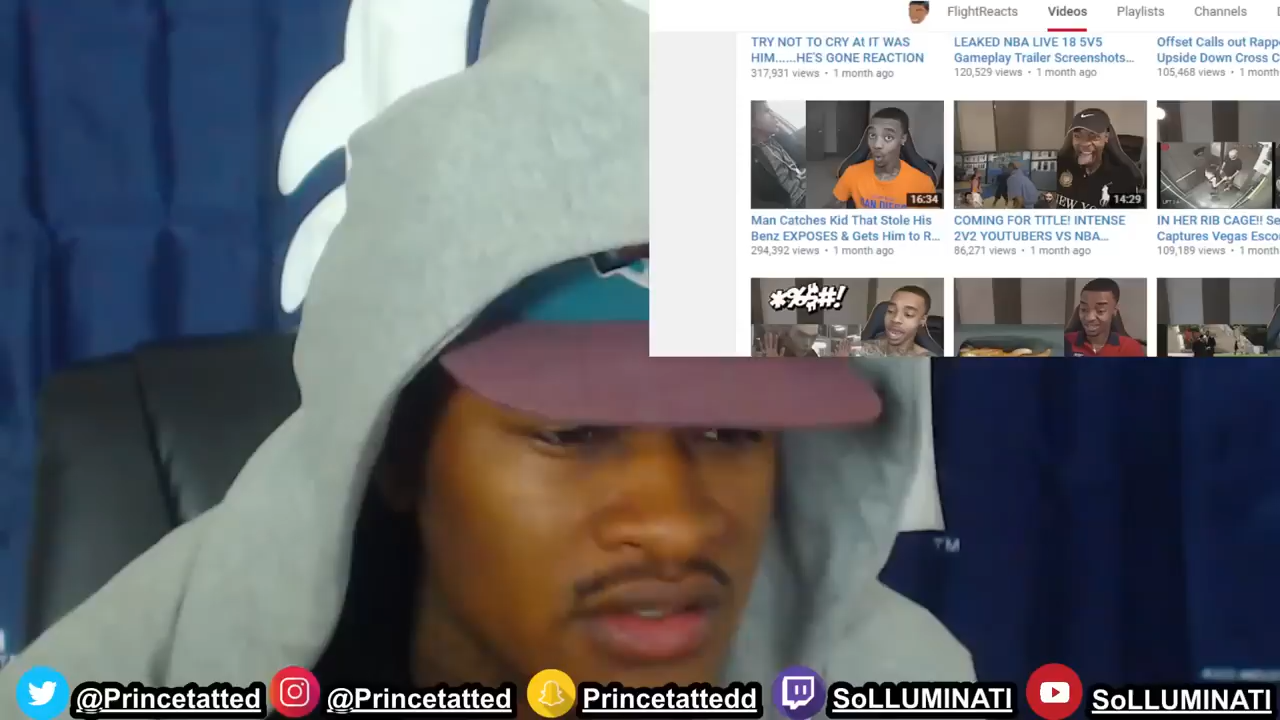 FlightReacts Videos Playlists Channels
TRY NOT TO CRY At IT WAS
HIM......HE'S GONE REACTION
317,931 views • 1 month ago
LEAKED NBA LIVE 18 5V5
Gameplay Trailer Screenshots...
120,529 views • 1 month ago
Offset Calls out Rapp
Upside Down Cross C
105,468 views • 1 month
16:34
14:29
Man Catches Kid That Stole His
Benz EXPOSES & Gets Him to R...
294,392 views • 1 month ago
COMING FOR TITLE! INTENSE
2V2 YOUTUBERS VS NBA...
86,271 views • 1 month ago
IN HER RIB CAGE!! Se
Captures Vegas Esco
109,189 views • 1 month
*%$#!
TM
@Princetatted @Princetatted Princetattedd SoLLUMINATI SoLLUMINATI